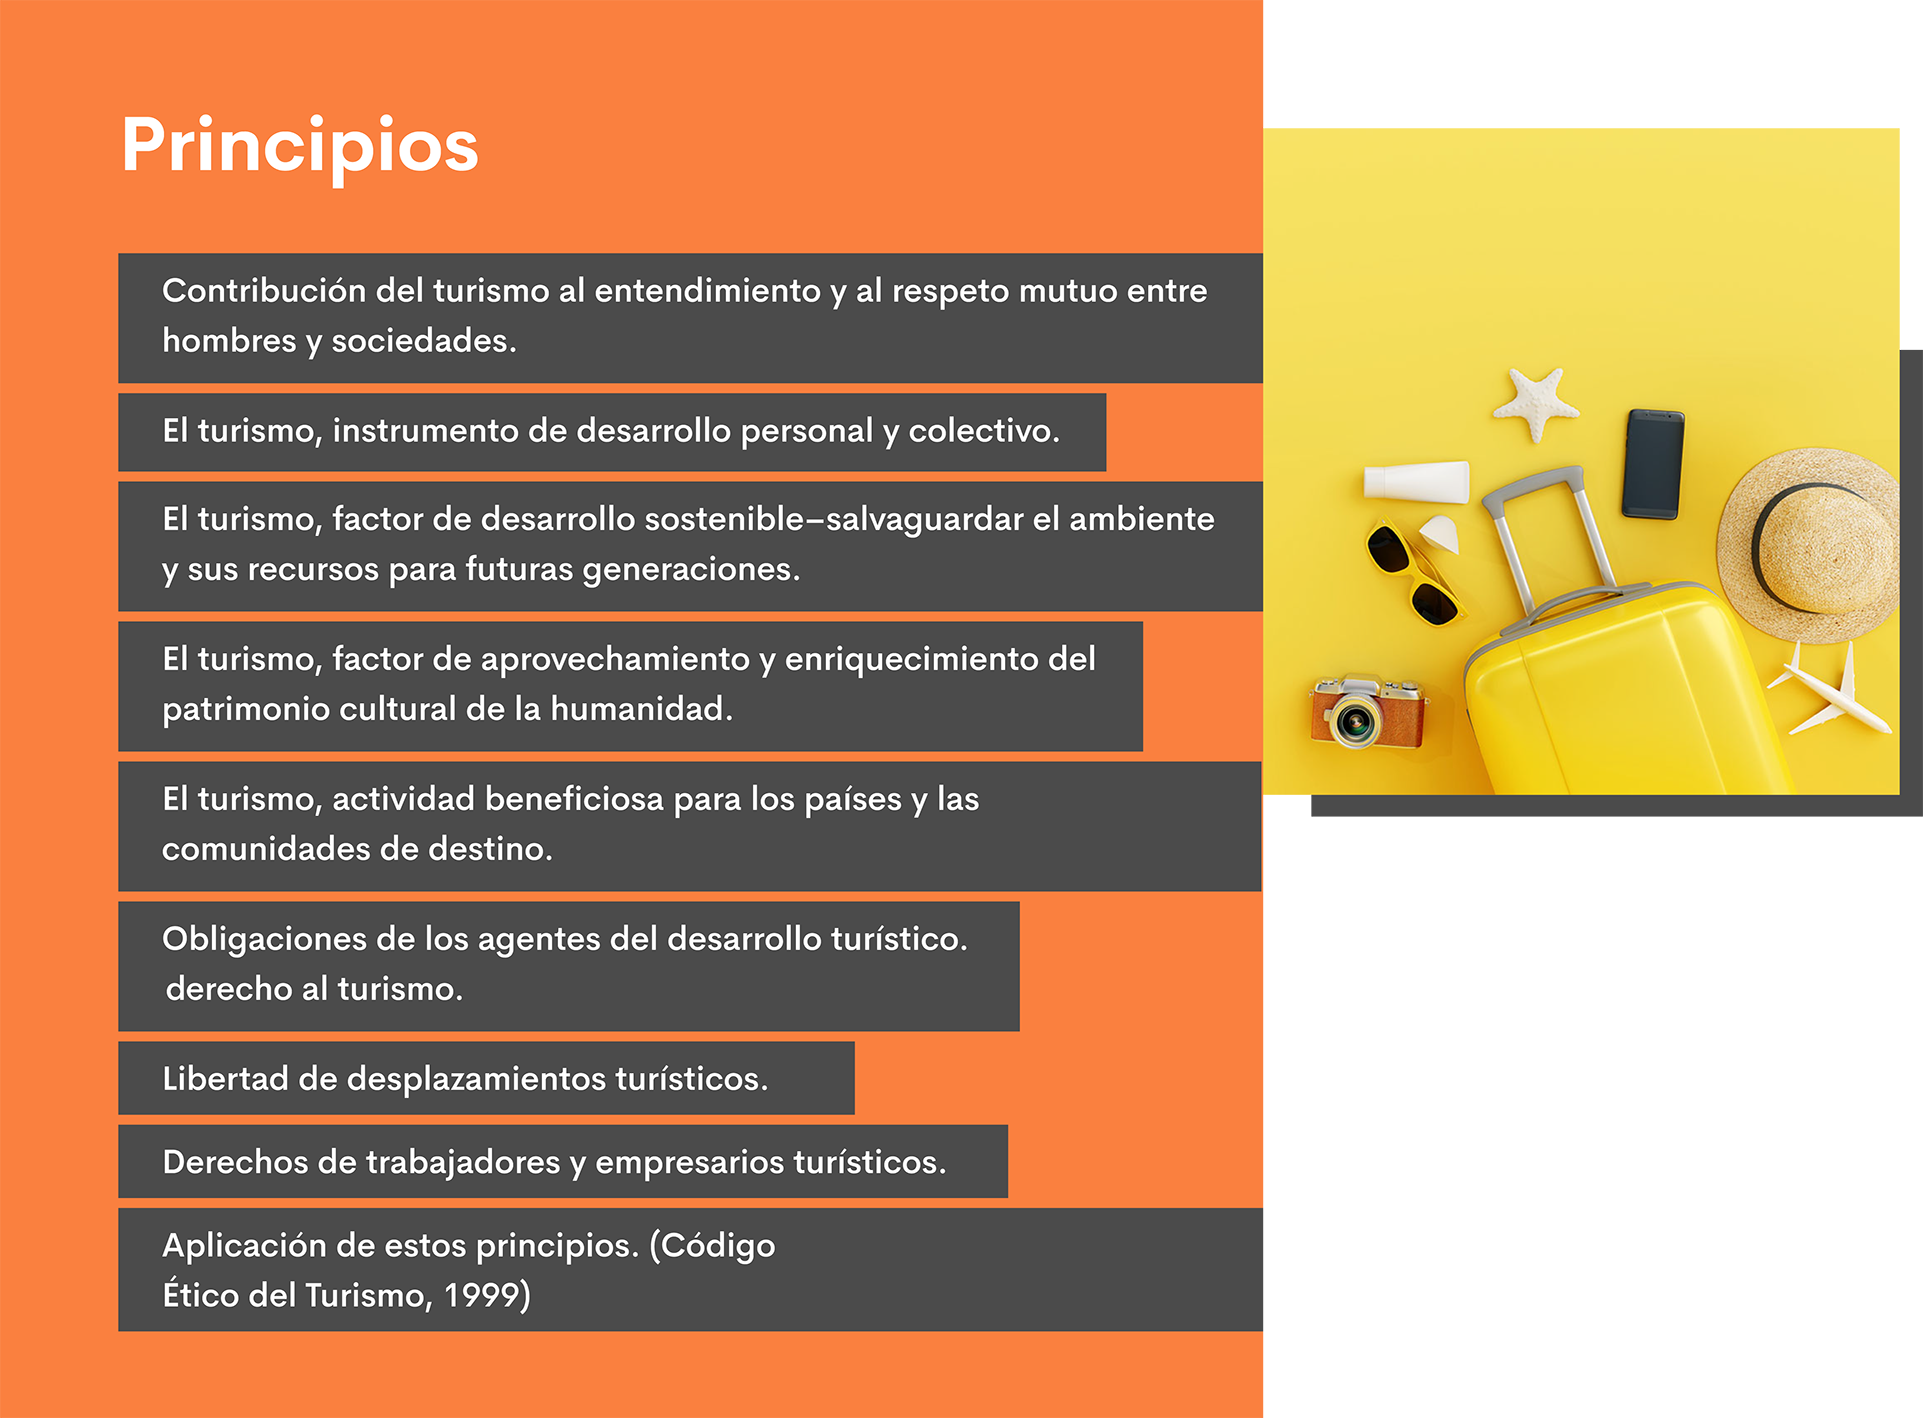 Principios
Contribución del turismo al entendimiento y al respeto mutuo entre
hombres y sociedades.
El turismo, instrumento de desarrollo personal y colectivo.
El turismo, factor de desarrollo sostenible–salvaguardar el ambiente
y sus recursos para futuras generaciones.
El turismo, factor de aprovechamiento y enriquecimiento del
patrimonio cultural de la humanidad.
El turismo, actividad beneficiosa para los países y las
comunidades de destino.
Obligaciones de los agentes del desarrollo turístico.
derecho al turismo.
Libertad de desplazamientos turísticos.
Derechos de trabajadores y empresarios turísticos.
Aplicación de estos principios. (Código
Ético del Turismo, 1999)